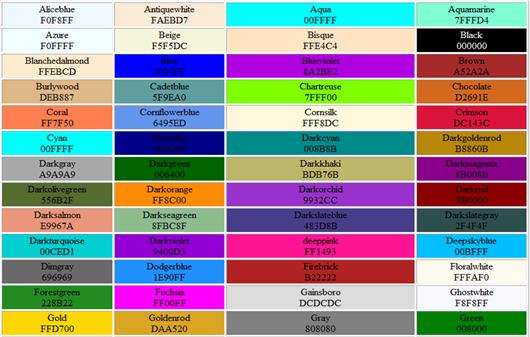 Aliceblue
F0F8FF
Antiquewhite
FAEBD7
Aqua
00FFFF
Aquamarine
7FFFD4
Azure
F0FFFF
Beige
F5F5DC
Bisque
FFE4C4
Black
000000
Blanchedalmond
FFEBCD
Blue
0000FF
Blueviolet
8A2BE2
Brown
A52A2A
Burlywood
DEB887
Cadetblue
5F9EA0
Chartreuse
7FFF00
Chocolate
D2691E
Coral
FF7F50
Cornflowerblue
6495ED
Cornsilk
FFF8DC
Crimson
DC143C
Cyan
00FFFF
Darkcyan
008B8B
Darkgoldenrod
B8860B
Darkgray
A9A9A9
Darkgreen
006400
Darkkhaki
BDB76B
Darkmagenta
8B008B
Darkolivegreen
556B2F
Darkorange
FF8C00
Darkorchid
9932CC
Darkred
8B0000
Darksalmon
E9967A
Darkseagreen
8FBC8F
Darkslateblue
483D8B
Darkslategray
2F4F4F
Darkturquoise
00CED1
Darkviolet
9400D3
deeppink
FF1493
Deepskyblue
00BFFF
Dimgray
696969
Dodgerblue
1E90FF
Firebrick
B22222
Floralwhite
FFFAF0
Forestgreen
228B22
Fuchsia
FF00FF
Gainsboro
DCDCDC
Ghostwhite
F8F8FF
Gold
FFD700
Goldenrod
DAA520
Gray
808080
Green
008000